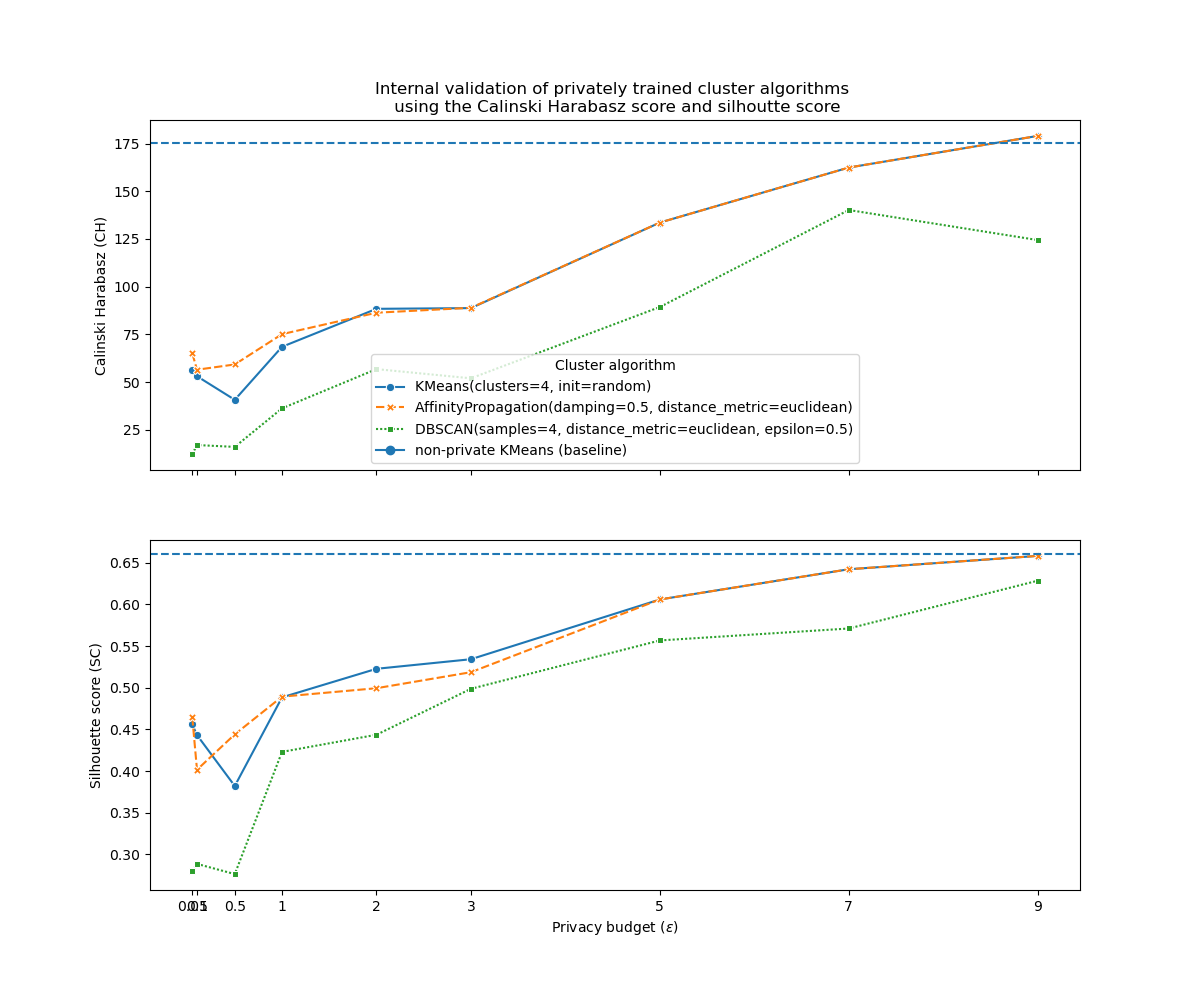 Internal validation of privately trained cluster algorithms
using the Calinski Harabasz score and silhoutte score
Calinski Harabasz (CH)
175
150
125
100
75
50
25
Cluster algorithm
KMeans(clusters=4, init=random)
AffinityPropagation(damping=0.5, distance_metric=euclidean)
DBSCAN(samples=4, distance_metric=euclidean, epsilon=0.5)
non-private KMeans (baseline)
Silhouette score (SC)
0.65
0.60
0.55
0.50
0.45
0.40
0.35
0.30
0.5 1 2 3 5 7 9
Privacy budget (ε)